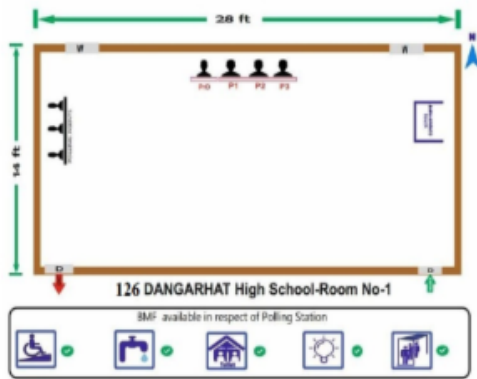 28 ft
W
W
N
PO P1 P2 P3
14 ft
D
D
126 DANGARHAT High School-Room No-1
BMF available in respect of Polling Station